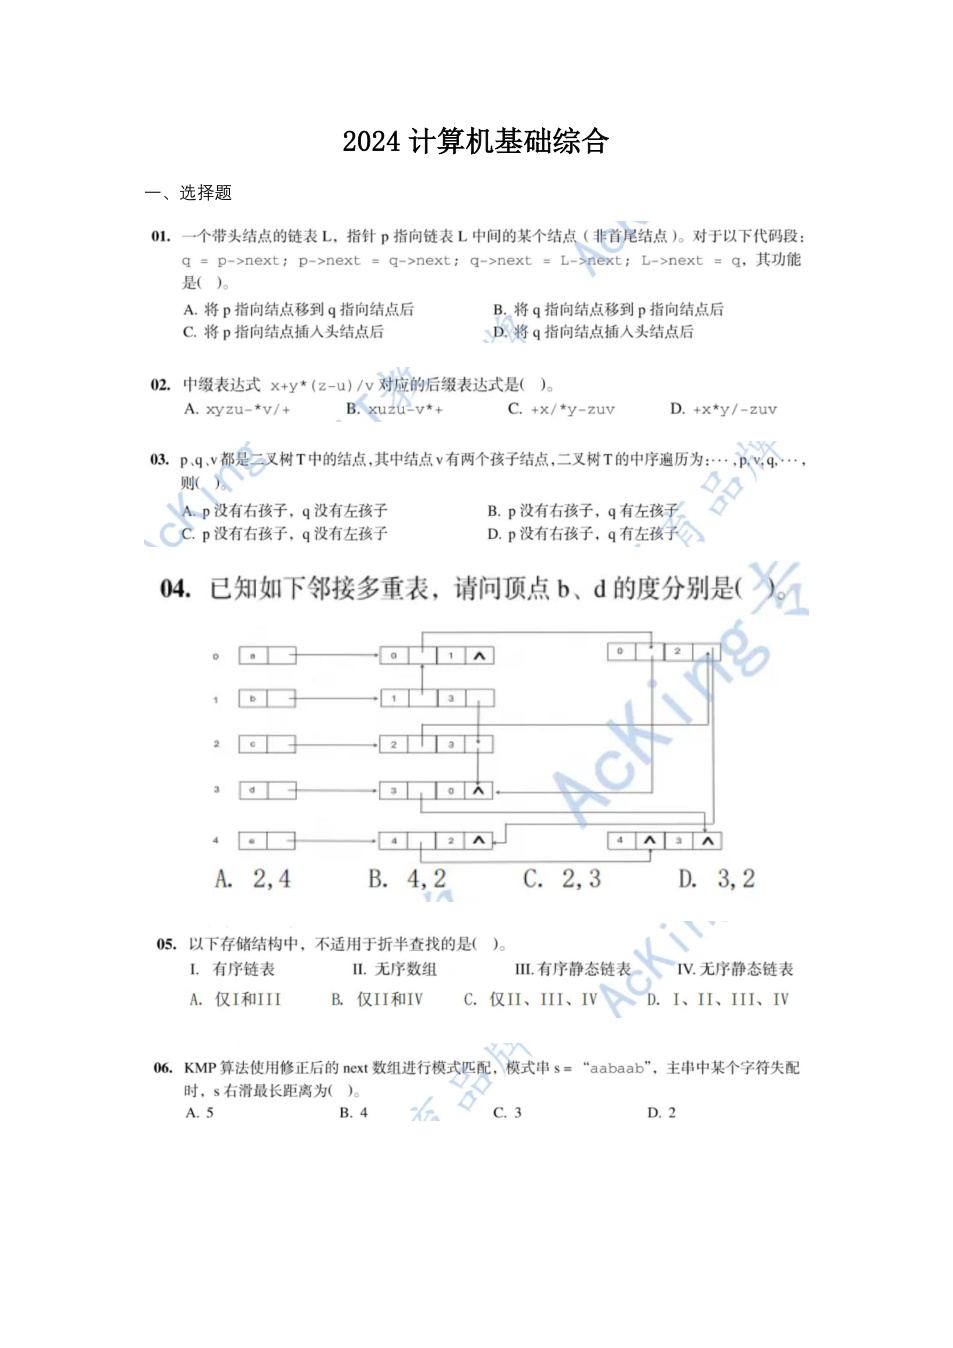 2024 计算机基础综合
一、选择题
01. 一个带头结点的链表 L，指针 p 指向链表 L 中间的某个结点（非首尾结点）。对于以下代码段：
q = p->next; p->next = q->next; q->next = L->next; L->next = q，其功能
是( )。
A. 将 p 指向结点移到 q 指向结点后 B. 将 q 指向结点移到 p 指向结点后
C. 将 p 指向结点插入头结点后 D. 将 q 指向结点插入头结点后
02. 中缀表达式 x+y*(z-u)/v 对应的后缀表达式是( )。
A. xyzu-*v/+ B. xuzu-v*+ C. +x/*y-zuv D. +x*y/-zuv
03. p、q、v 都是二叉树 T 中的结点,其中结点 v 有两个孩子结点,二叉树 T 的中序遍历为:⋯,p,v,q,⋯,
则( )。
A. p 没有右孩子，q 没有左孩子 B. p 没有右孩子，q 有左孩子
C. p 没有右孩子，q 没有左孩子 D. p 没有右孩子，q 有左孩子
04. 已知如下邻接多重表，请问顶点 b、d 的度分别是( )。
0 a 0 1 ∧ 0 2
1 b 1 3
2 c 2 3
3 d 3 0 ∧
4 e 4 2 ∧ 4 ∧ 3 ∧
A. 2,4 B. 4,2 C. 2,3 D. 3,2
05. 以下存储结构中，不适用于折半查找的是( )。
I. 有序链表 II. 无序数组 III. 有序静态链表 IV. 无序静态链表
A. 仅I和III B. 仅II和IV C. 仅II、III、IV D. I、II、III、IV
06. KMP 算法使用修正后的 next 数组进行模式匹配，模式串 s = “aabaab”，主串中某个字符失配
时，s 右滑最长距离为( )。
A. 5 B. 4 C. 3 D. 2
AcKing
育品牌
AcKing